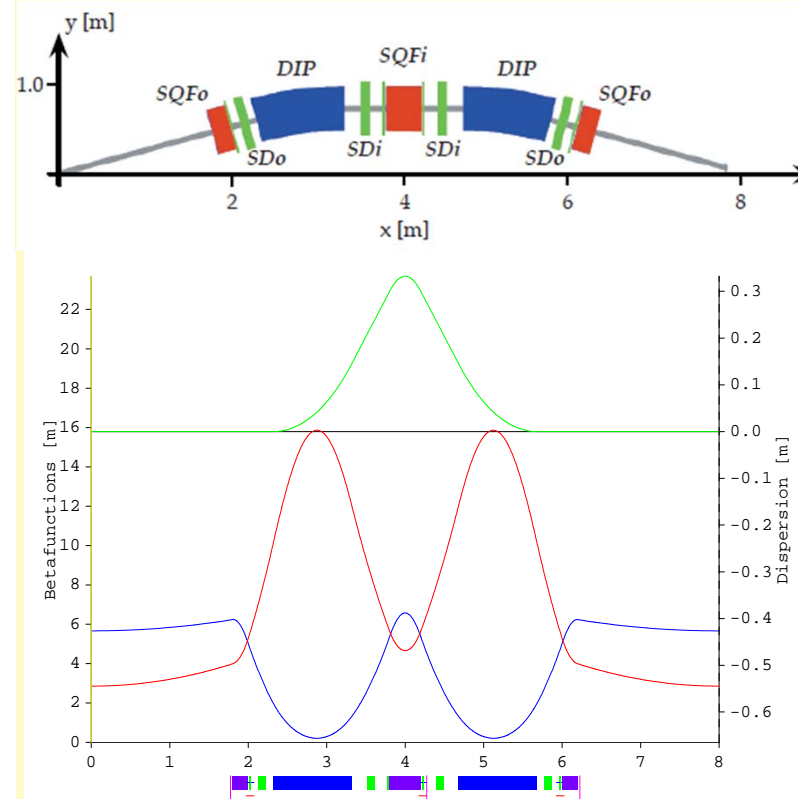 y [m]
SQFi
DIP
DIP
1.0
SQFo
SQFo
SDo
SDi
SDi
SDo
2
4
6
8
x [m]
Betafunctions [m]
22
20
18
16
14
12
10
8
6
4
2
0
0.3
0.2
0.1
0.0
-0.1
-0.2
-0.3
-0.4
-0.5
-0.6
Dispersion [m]
0 1 2 3 4 5 6 7 8